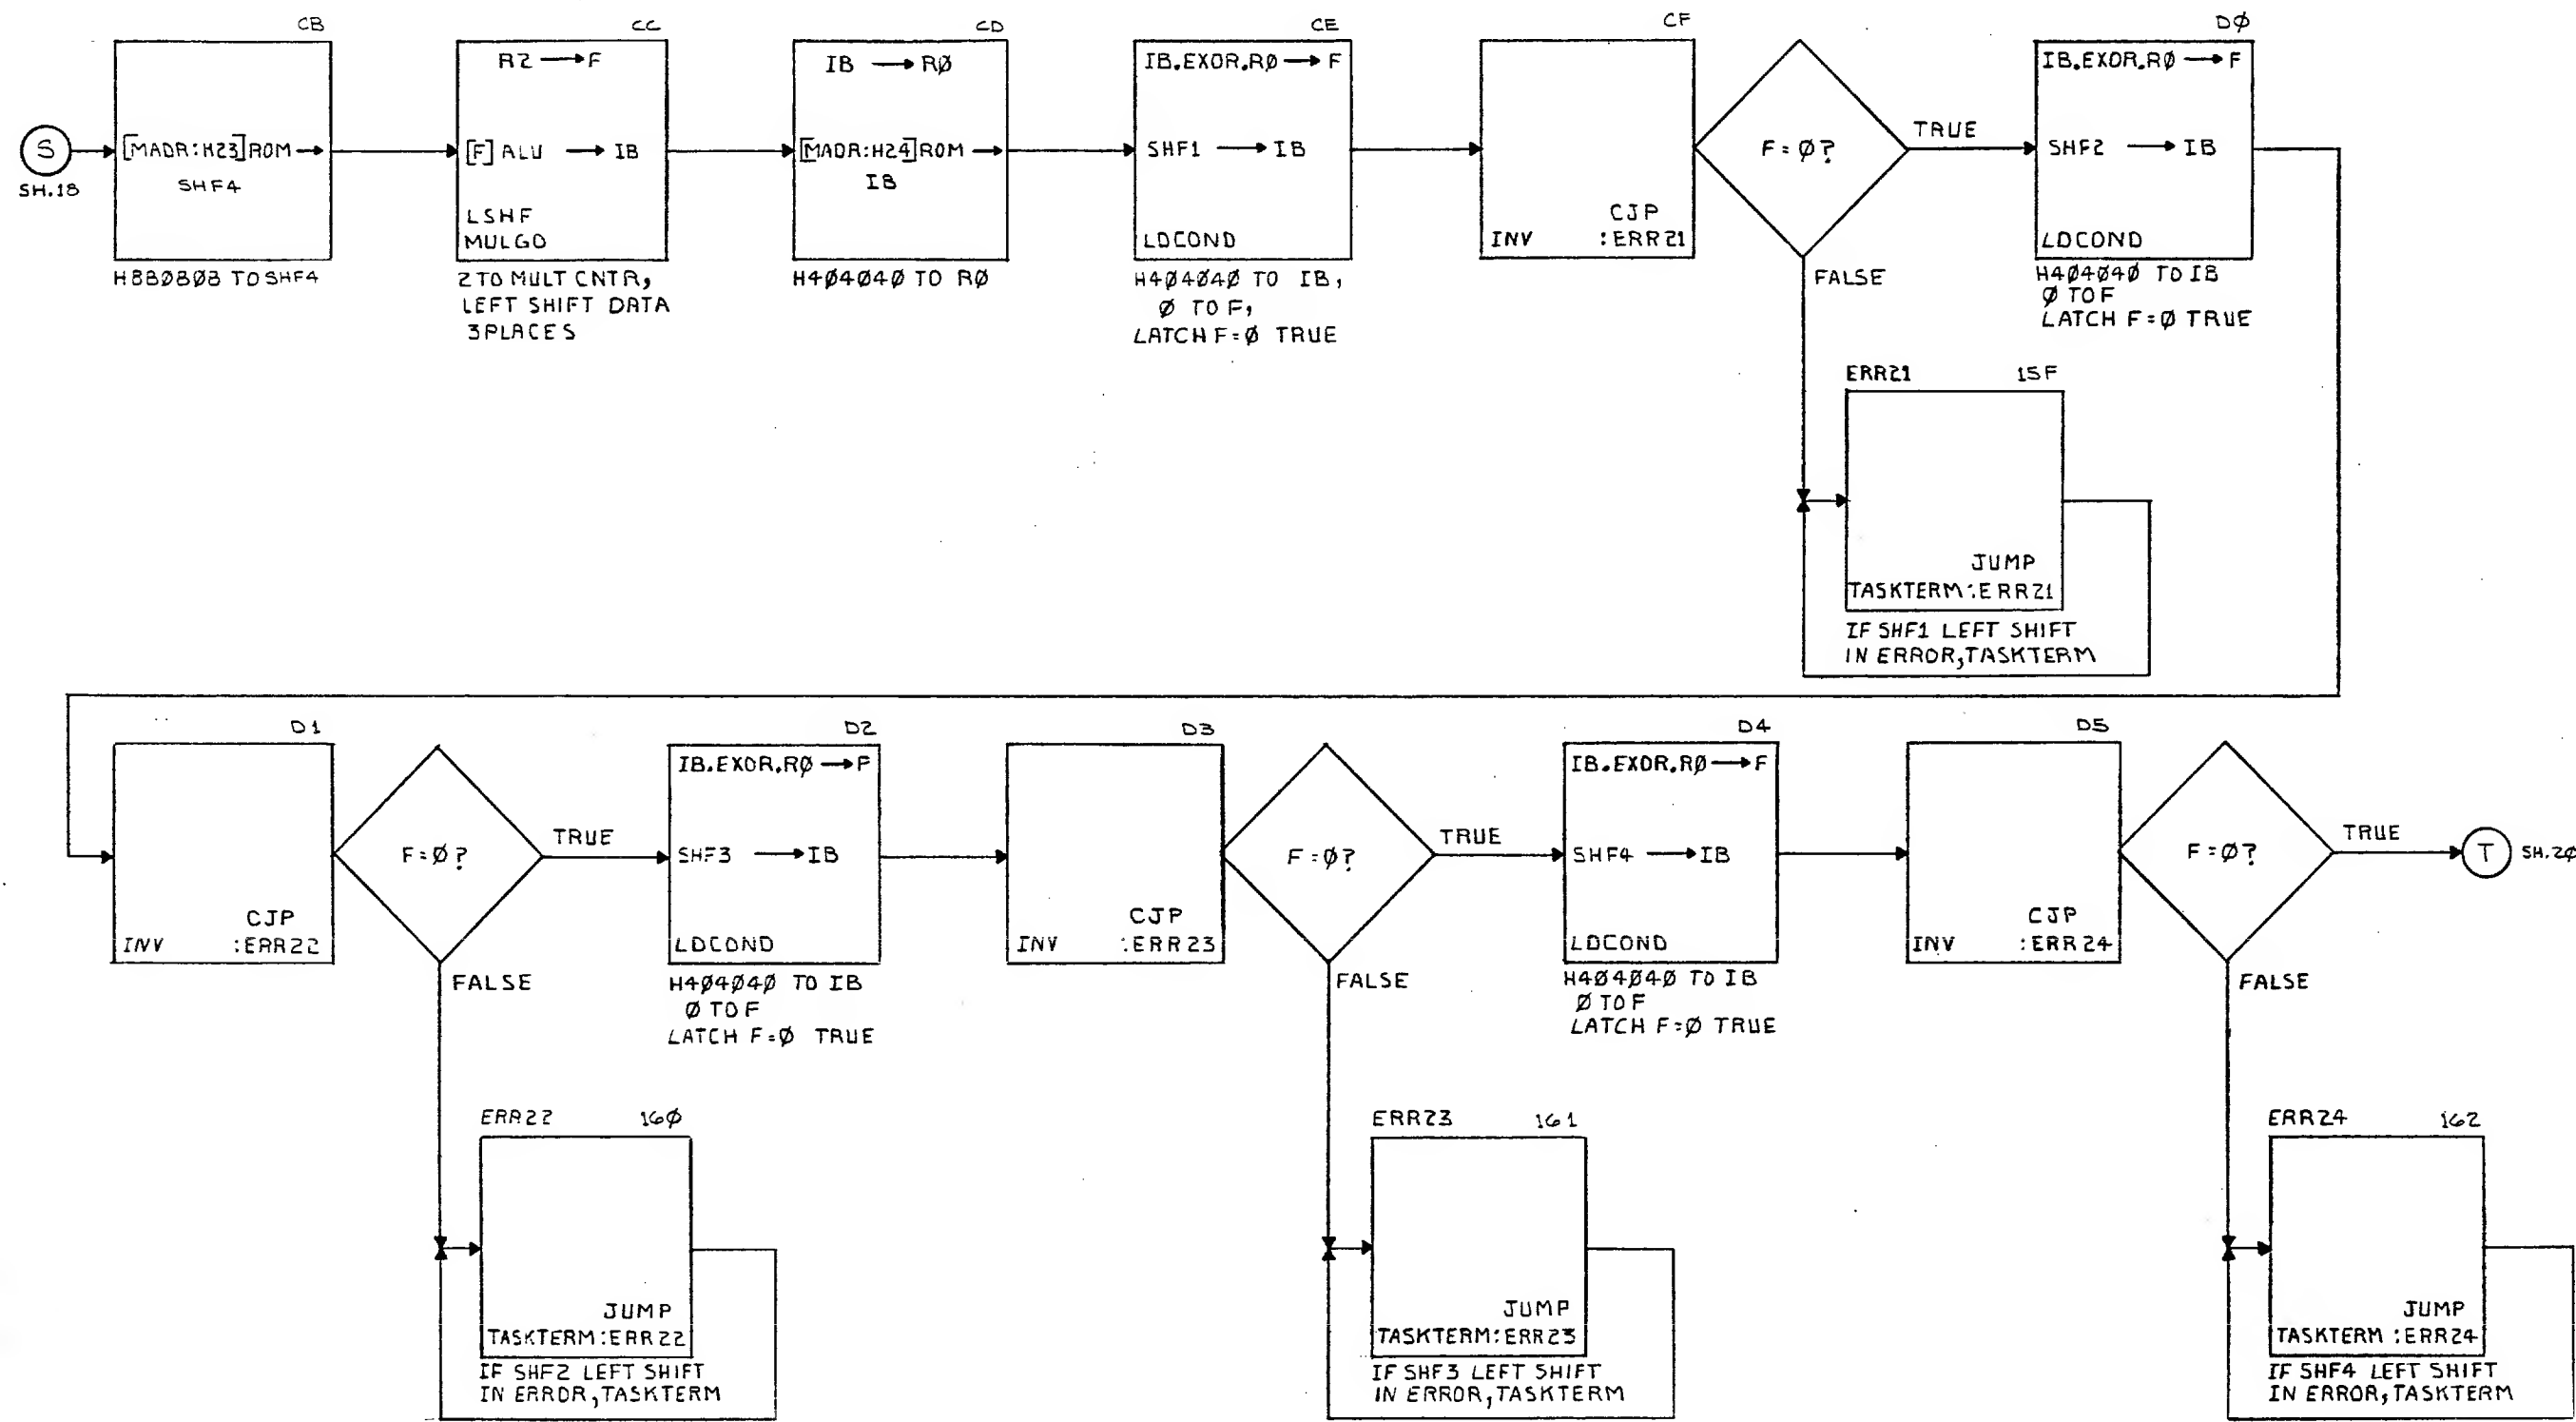 CB
[MADR:H23]ROM
SHF4
H880808 TO SHF4
S
SH.18
CC
R2 → F
[F] ALU → IB
LSHF
MULGO
2 TO MULT CNTR,
LEFT SHIFT DATA
3 PLACES
CD
IB → RØ
[MADR:H24]ROM →
IB
H4Ø4Ø4Ø TO RØ
CE
IB.EXOR.RØ → F
SHF1 → IB
LDCOND
H4Ø4Ø4Ø TO IB,
Ø TO F,
LATCH F=Ø TRUE
CF
CJP
INV :ERR21
F=Ø?
TRUE
FALSE
DØ
IB.EXOR.RØ → F
SHF2 → IB
LDCOND
H4Ø4Ø4Ø TO IB
Ø TO F
LATCH F=Ø TRUE
ERR21 15F
JUMP
TASKTERM:ERR21
IF SHF1 LEFT SHIFT
IN ERROR,TASKTERM
D1
CJP
INV :ERR22
F=Ø?
TRUE
FALSE
D2
IB.EXOR.RØ → F
SHF3 → IB
LDCOND
H4Ø4Ø4Ø TO IB
Ø TO F
LATCH F=Ø TRUE
D3
CJP
INV :ERR23
F=Ø?
TRUE
FALSE
D4
IB.EXOR.RØ → F
SHF4 → IB
LDCOND
H4Ø4Ø4Ø TO IB
Ø TO F
LATCH F=Ø TRUE
D5
CJP
INV :ERR24
F=Ø?
TRUE
FALSE
T
SH.2Ø
ERR22 16Ø
JUMP
TASKTERM:ERR22
IF SHF2 LEFT SHIFT
IN ERROR,TASKTERM
ERR23 161
JUMP
TASKTERM:ERR23
IF SHF3 LEFT SHIFT
IN ERROR,TASKTERM
ERR24 162
JUMP
TASKTERM :ERR24
IF SHF4 LEFT SHIFT
IN ERROR,TASKTERM